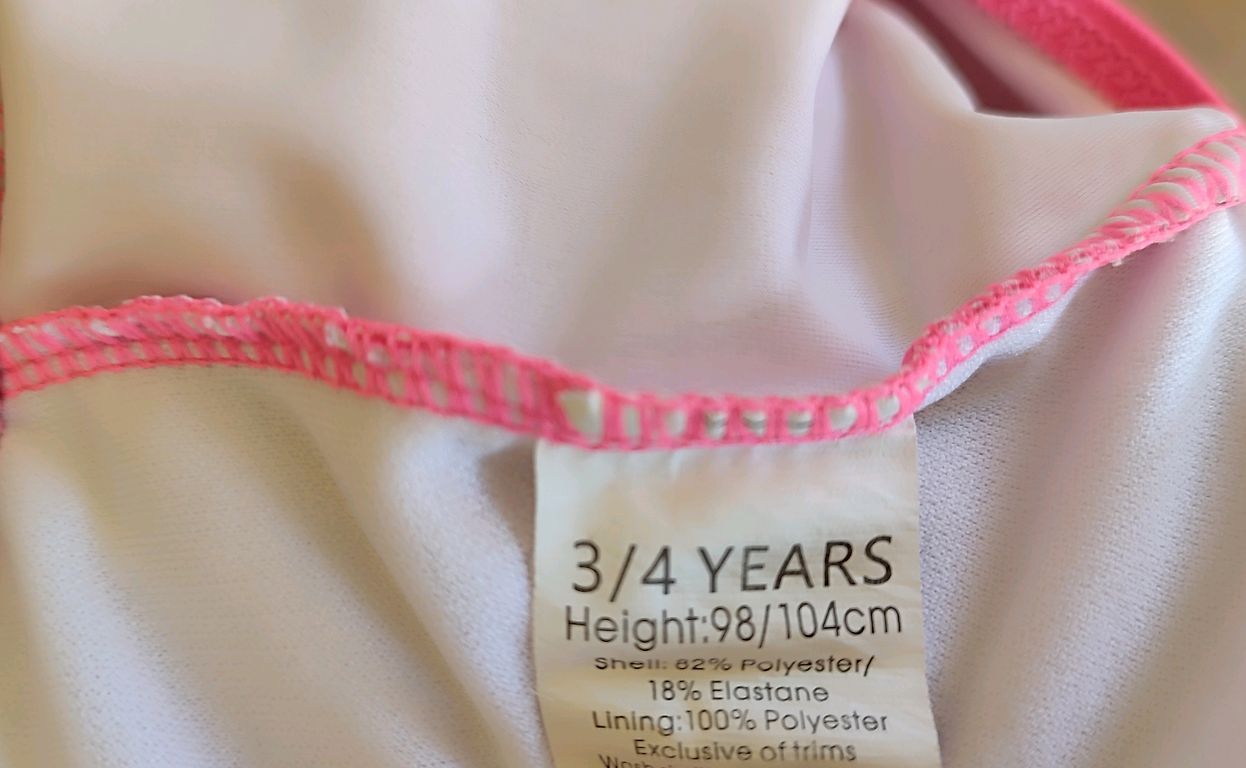 3/4 YEARS
Height:98/104cm
Shell: 82% Polyester/
18% Elastane
Lining:100% Polyester
Exclusive of trims